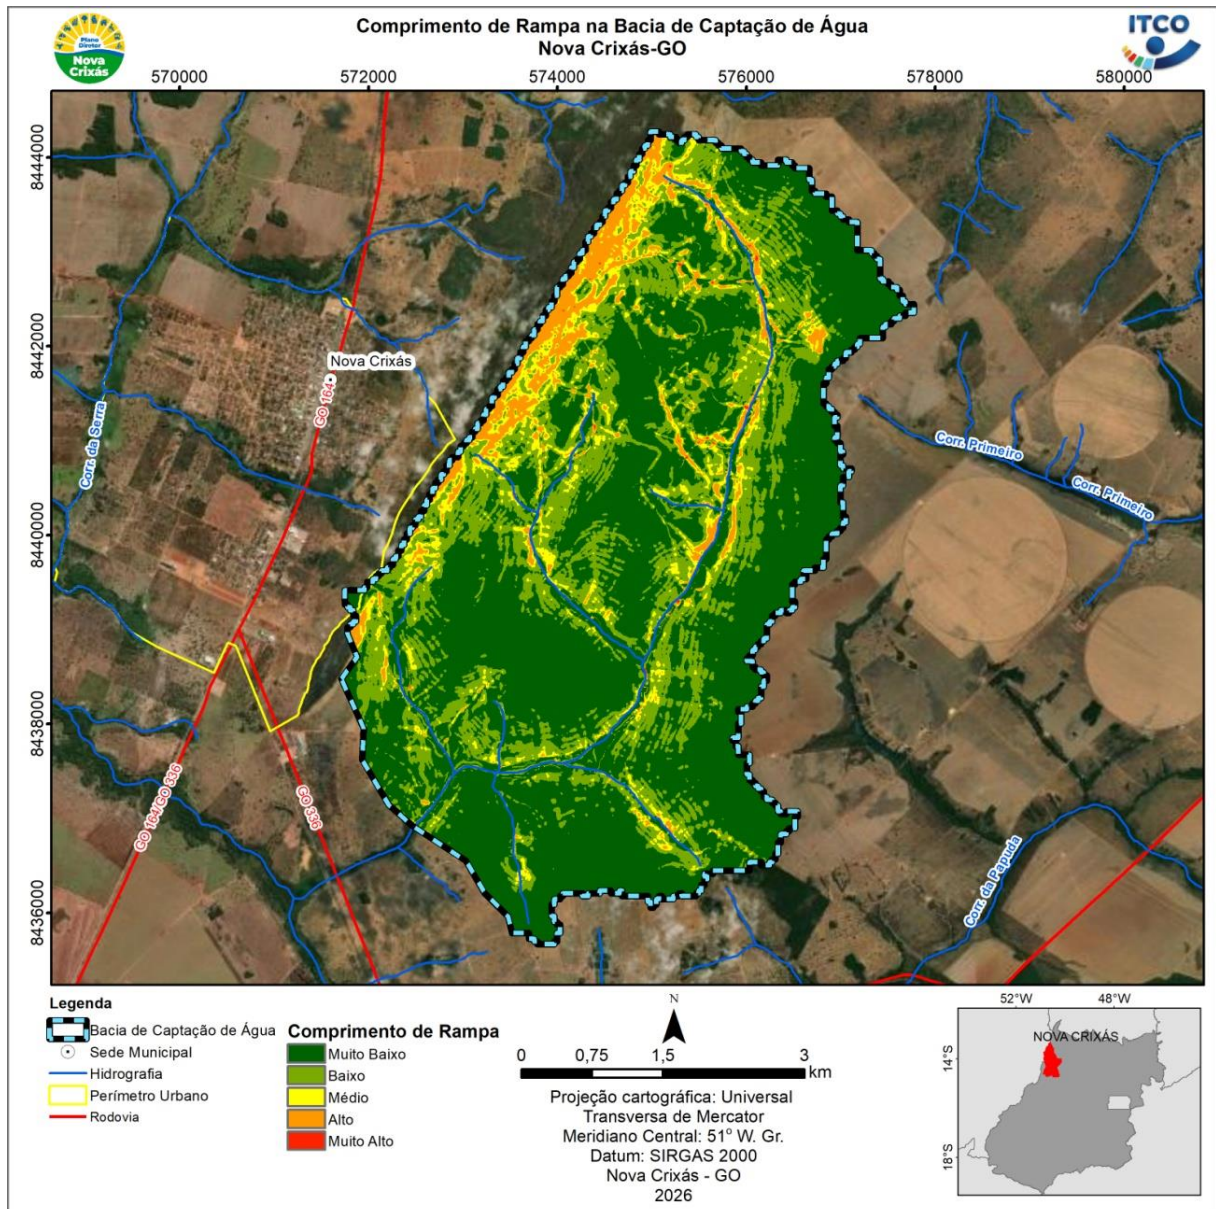 Plano
Diretor
Nova
Crixás
Comprimento de Rampa na Bacia de Captação de Água
Nova Crixás-GO
ITCO
570000
572000
574000
576000
578000
580000
8444000
8442000
8440000
8438000
8436000
Nova Crixás
GO 164
Corr. da Serra
Corr. Primeiro
Corr. Primeiro
GO 164/GO 336
GO 336
Corr. da Papuda
Legenda
Bacia de Captação de Água
Sede Municipal
Hidrografia
Perímetro Urbano
Rodovia
Comprimento de Rampa
Muito Baixo
Baixo
Médio
Alto
Muito Alto
N
0 0,75 1,5 3
km
Projeção cartográfica: Universal
Transversa de Mercator
Meridiano Central: 51° W. Gr.
Datum: SIRGAS 2000
Nova Crixás - GO
2026
52°W 48°W
NOVA CRIXÁS
14°S
18°S